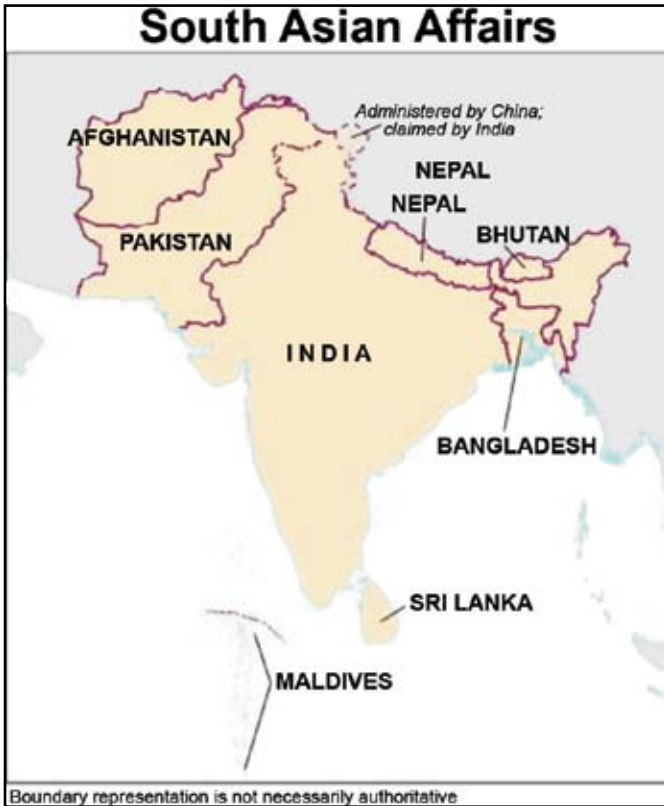 South Asian Affairs
Administered by China;
claimed by India
AFGHANISTAN
NEPAL
NEPAL
BHUTAN
PAKISTAN
INDIA
BANGLADESH
SRI LANKA
MALDIVES
Boundary representation is not necessarily authoritative